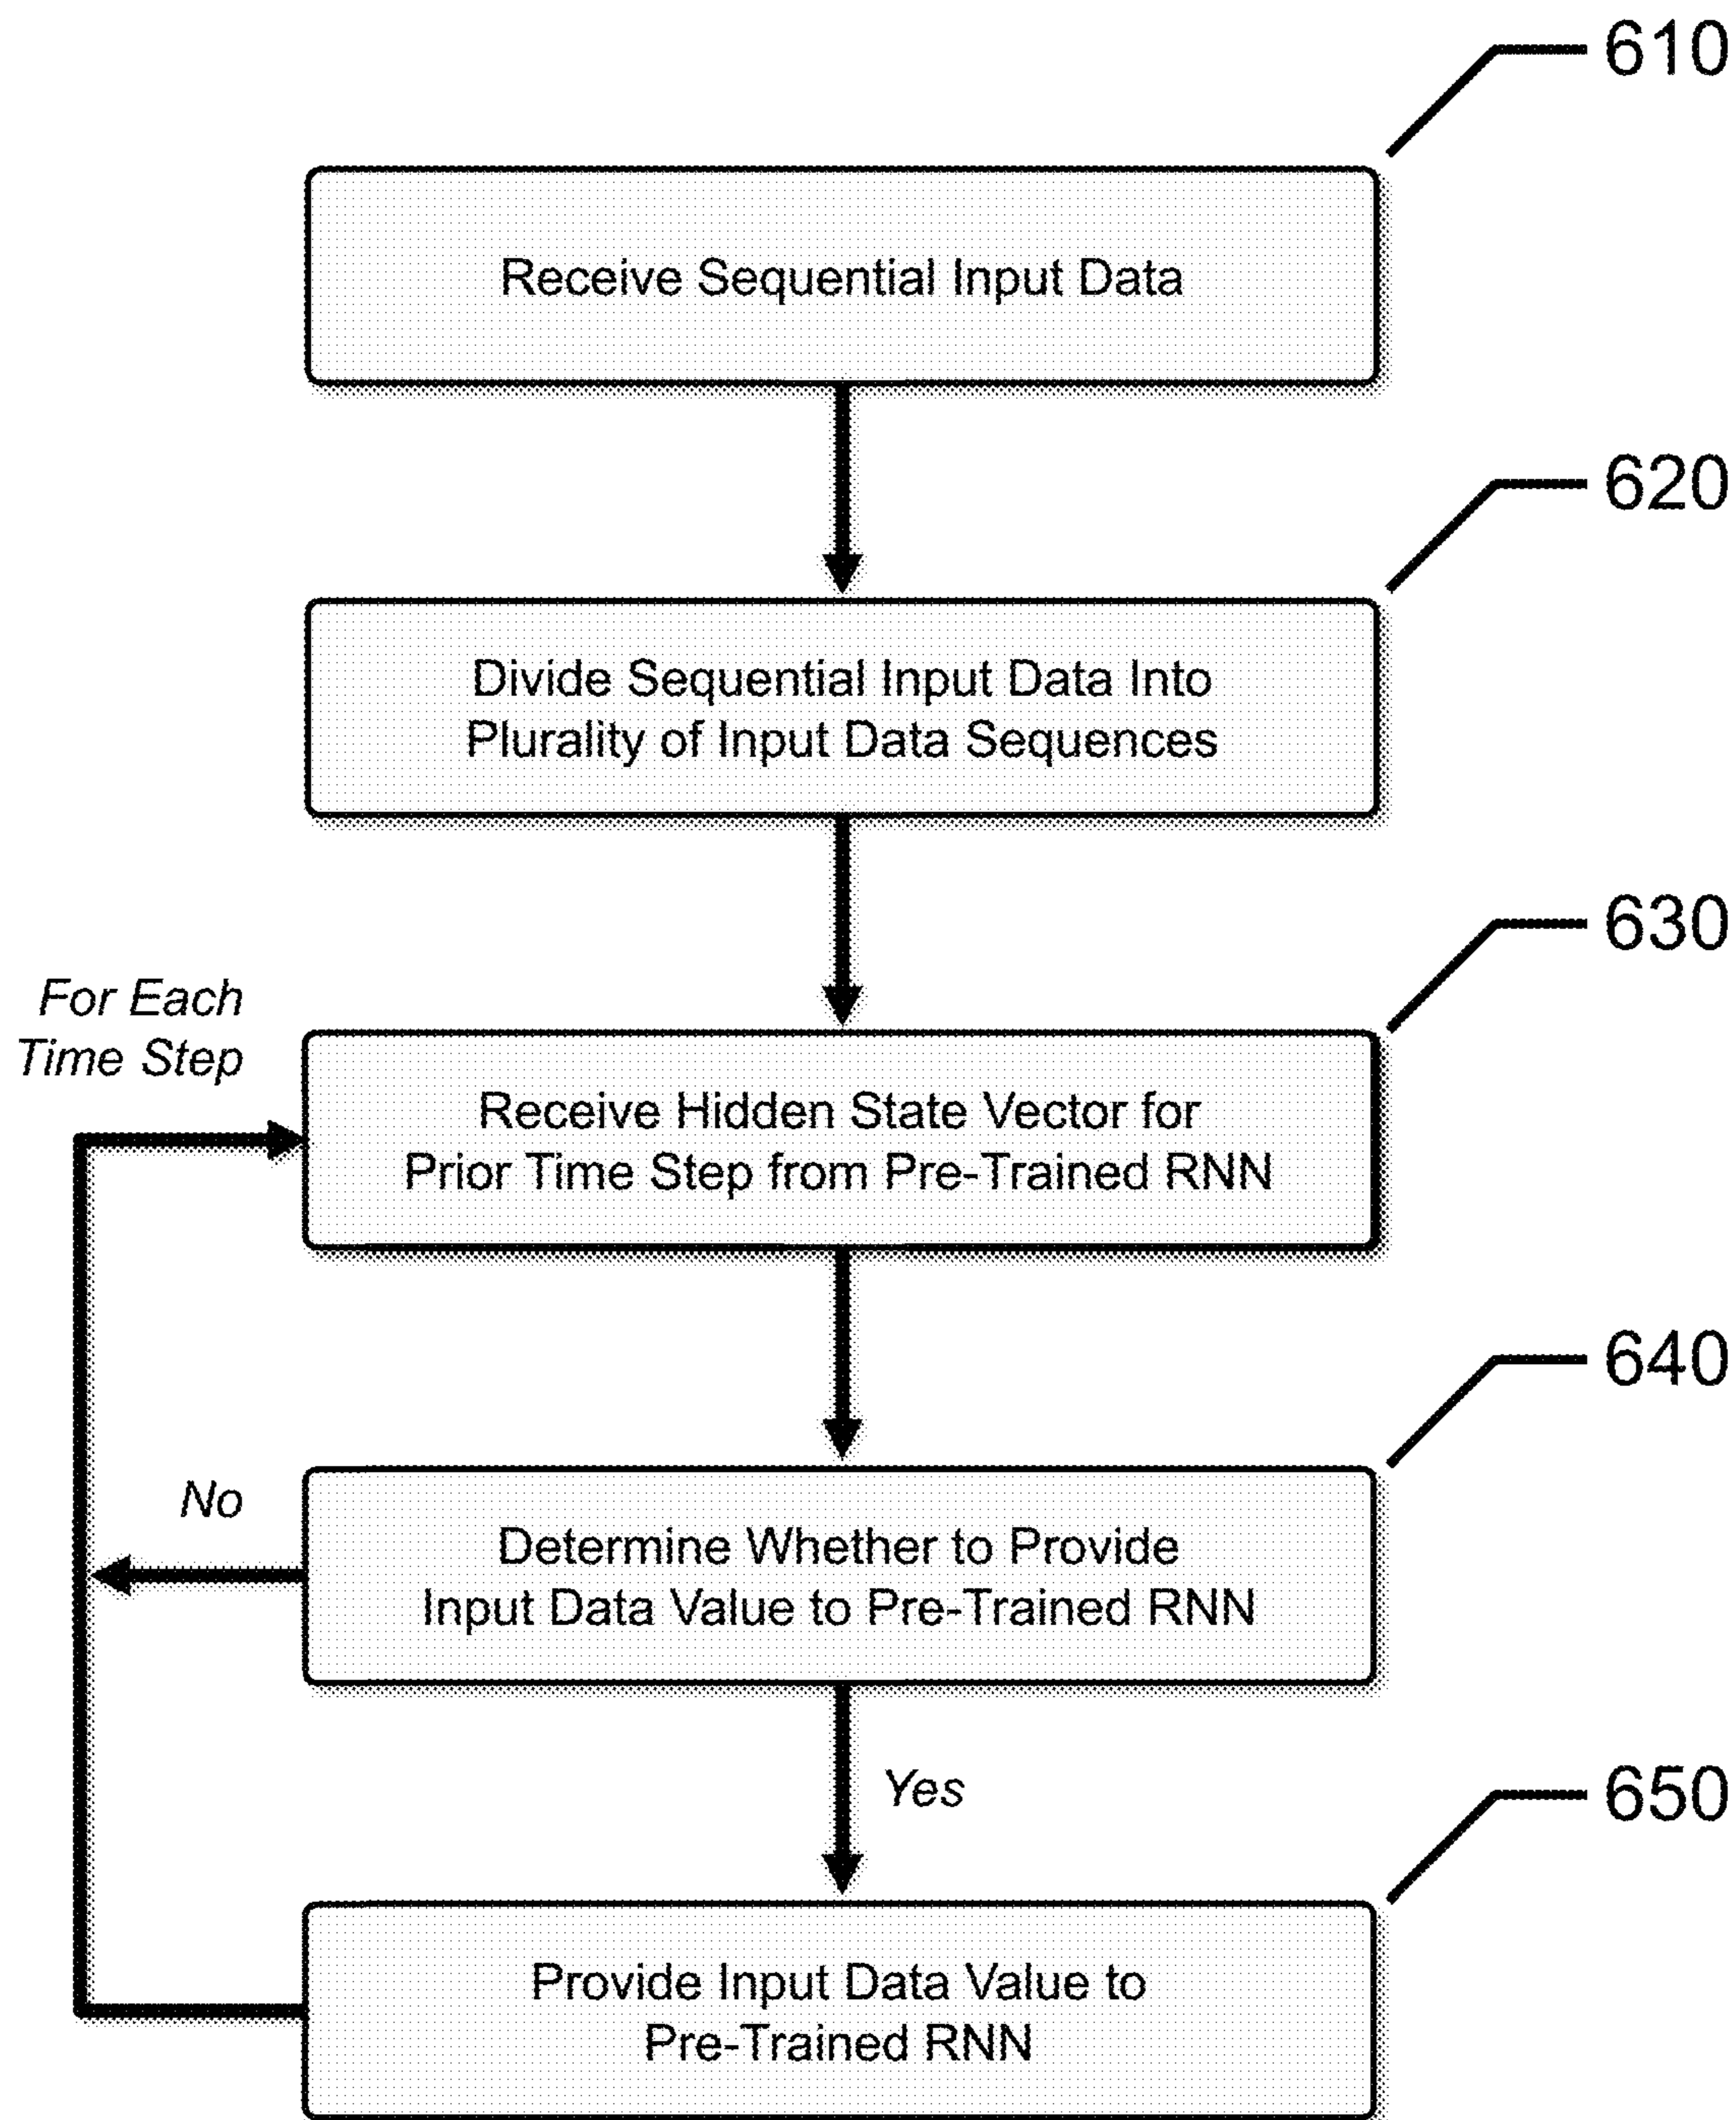 610
Receive Sequential Input Data
620
Divide Sequential Input Data Into
Plurality of Input Data Sequences
630
For Each
Time Step
Receive Hidden State Vector for
Prior Time Step from Pre-Trained RNN
640
No
Determine Whether to Provide
Input Data Value to Pre-Trained RNN
Yes
650
Provide Input Data Value to
Pre-Trained RNN